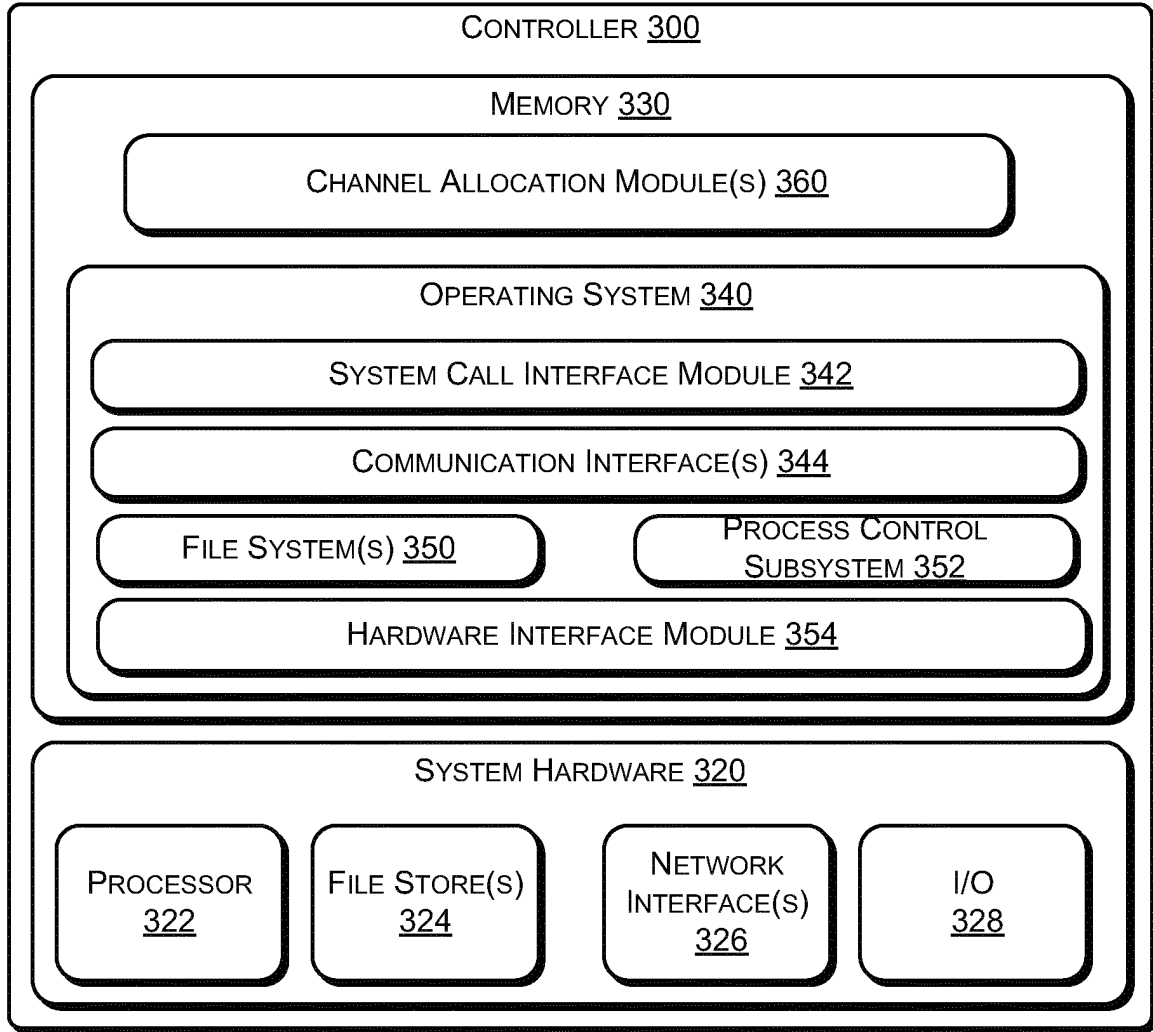 CONTROLLER 300
MEMORY 330
CHANNEL ALLOCATION MODULE(S) 360
OPERATING SYSTEM 340
SYSTEM CALL INTERFACE MODULE 342
COMMUNICATION INTERFACE(S) 344
FILE SYSTEM(S) 350
PROCESS CONTROL
SUBSYSTEM 352
HARDWARE INTERFACE MODULE 354
SYSTEM HARDWARE 320
PROCESSOR
322
FILE STORE(S)
324
NETWORK
INTERFACE(S)
326
I/O
328